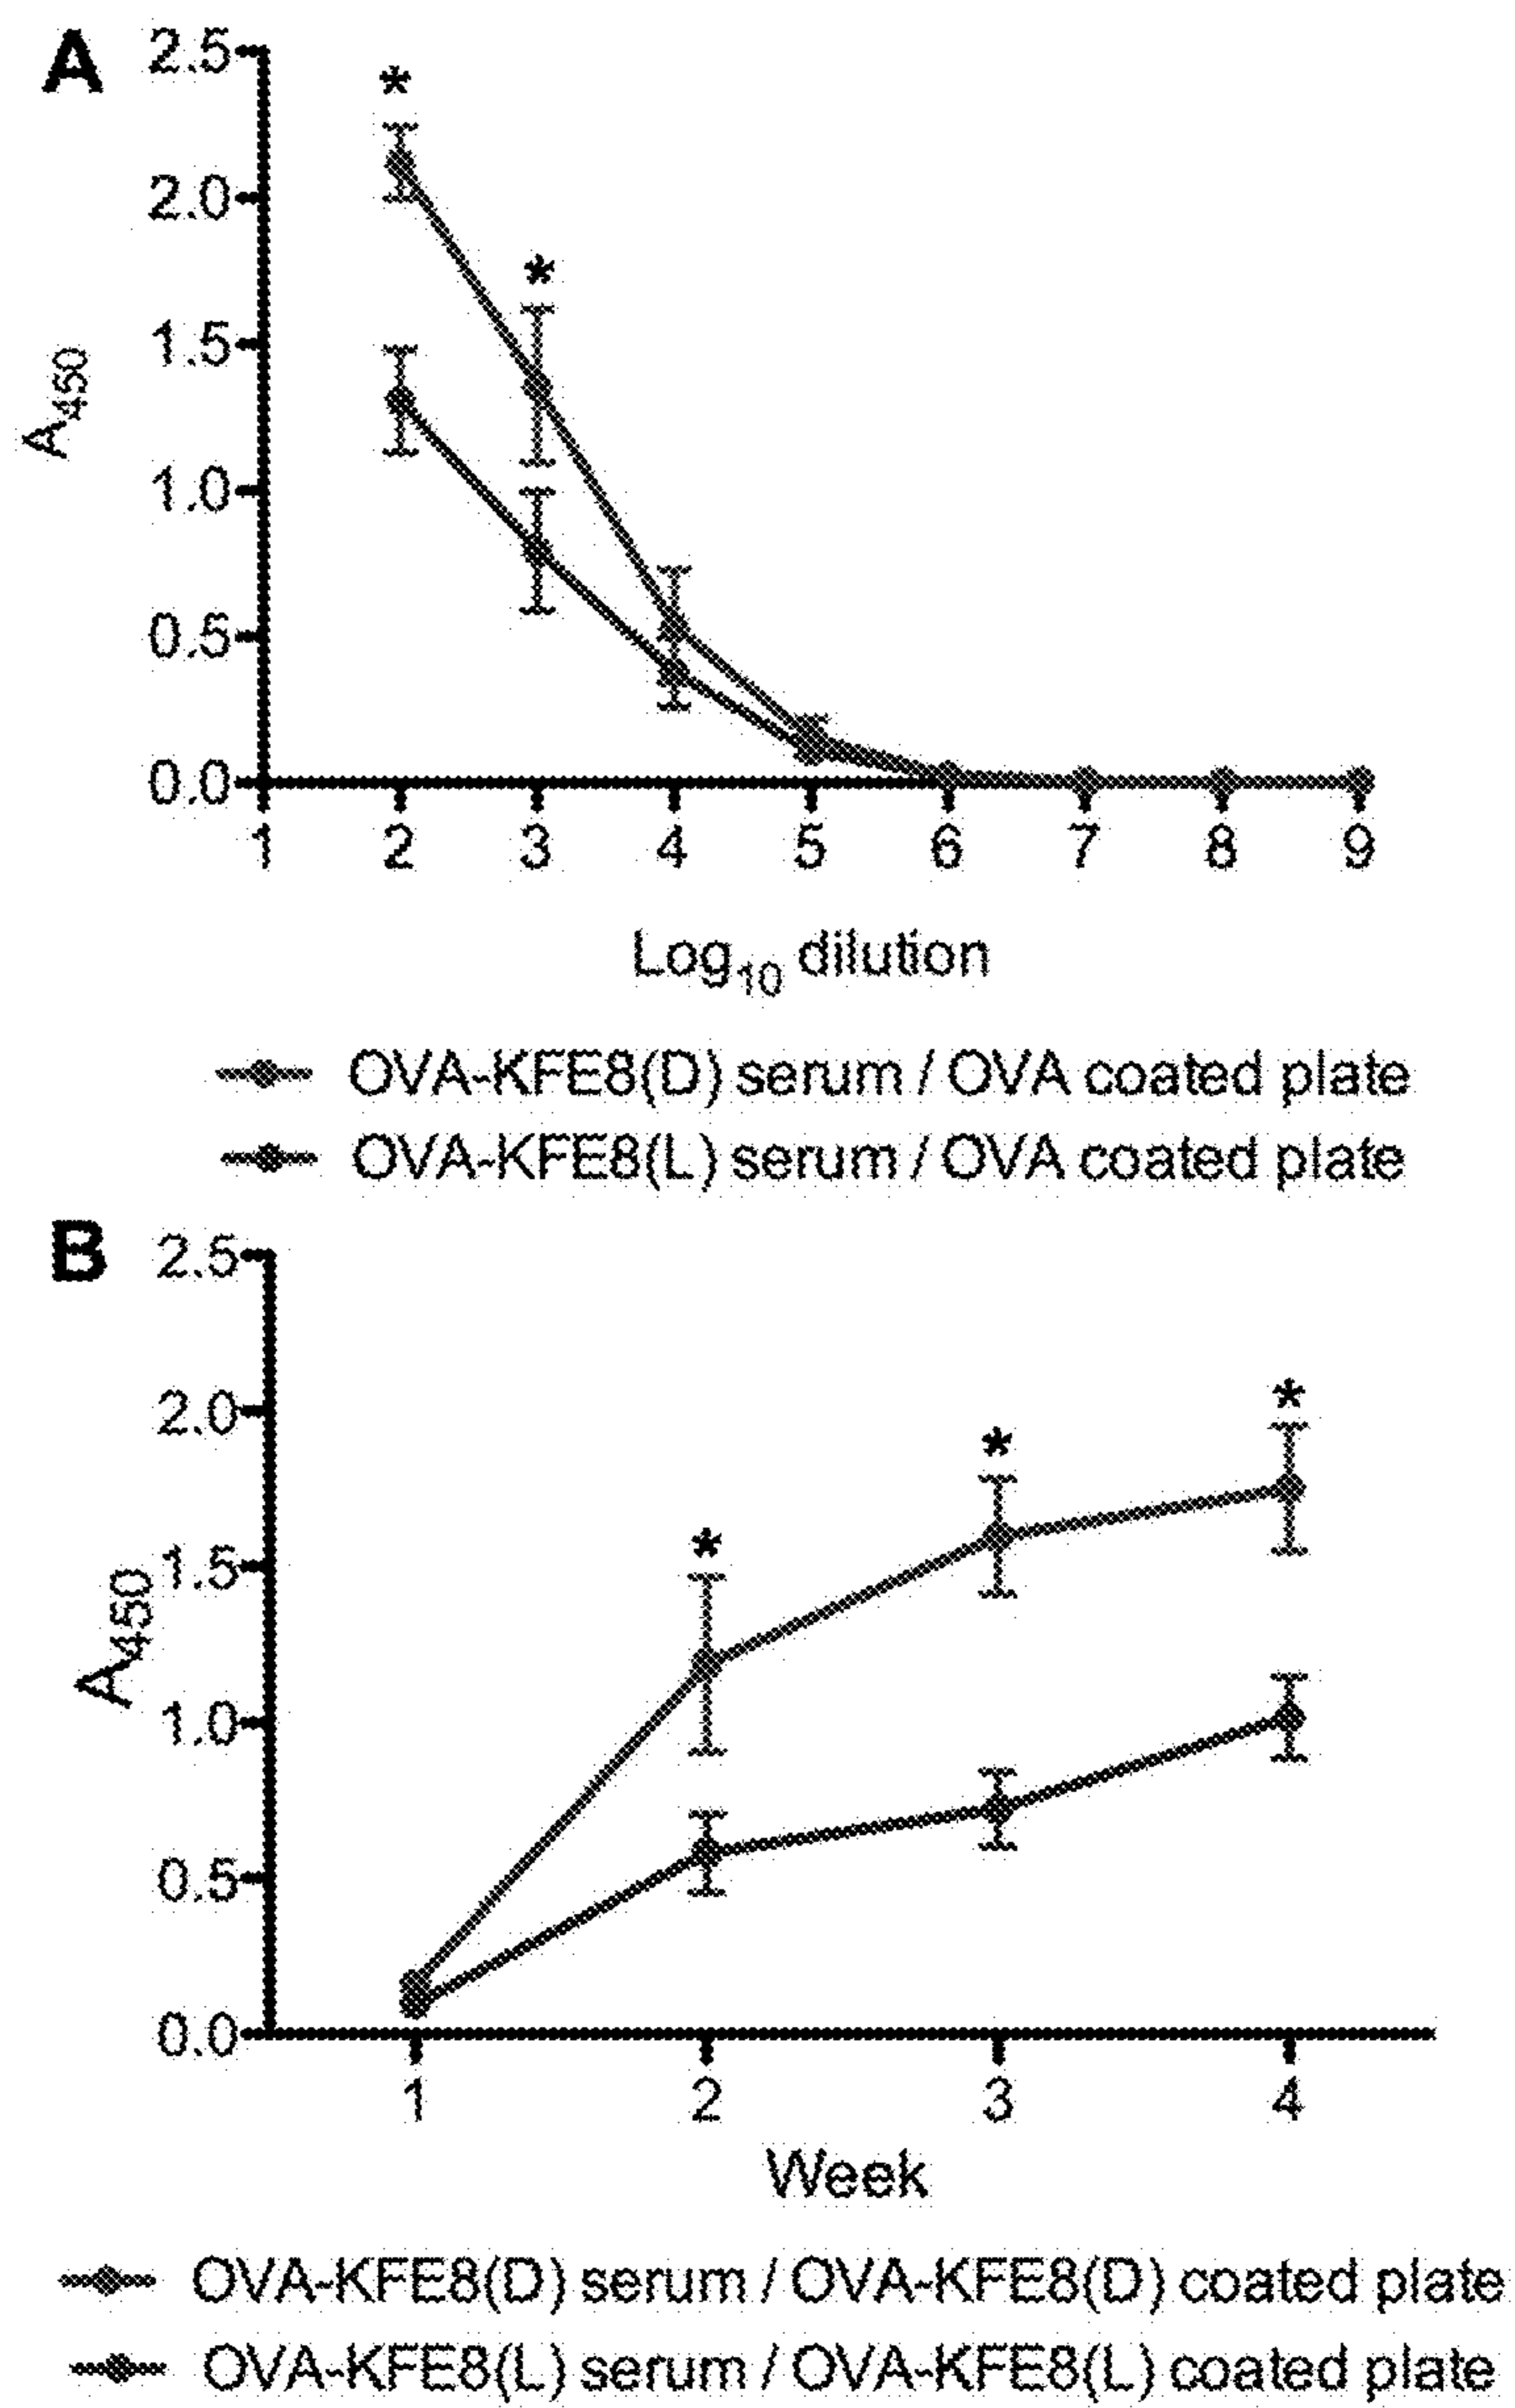 A
2.5
*
2.0
*
1.5
A450
1.0
0.5
0.0
1 2 3 4 5 6 7 8 9
Log10 dilution
OVA-KFE8(D) serum / OVA coated plate
OVA-KFE8(L) serum / OVA coated plate
B
2.5
2.0
*
*
*
1.5
A450
1.0
0.5
0.0
1 2 3 4
Week
OVA-KFE8(D) serum / OVA-KFE8(D) coated plate
OVA-KFE8(L) serum / OVA-KFE8(L) coated plate